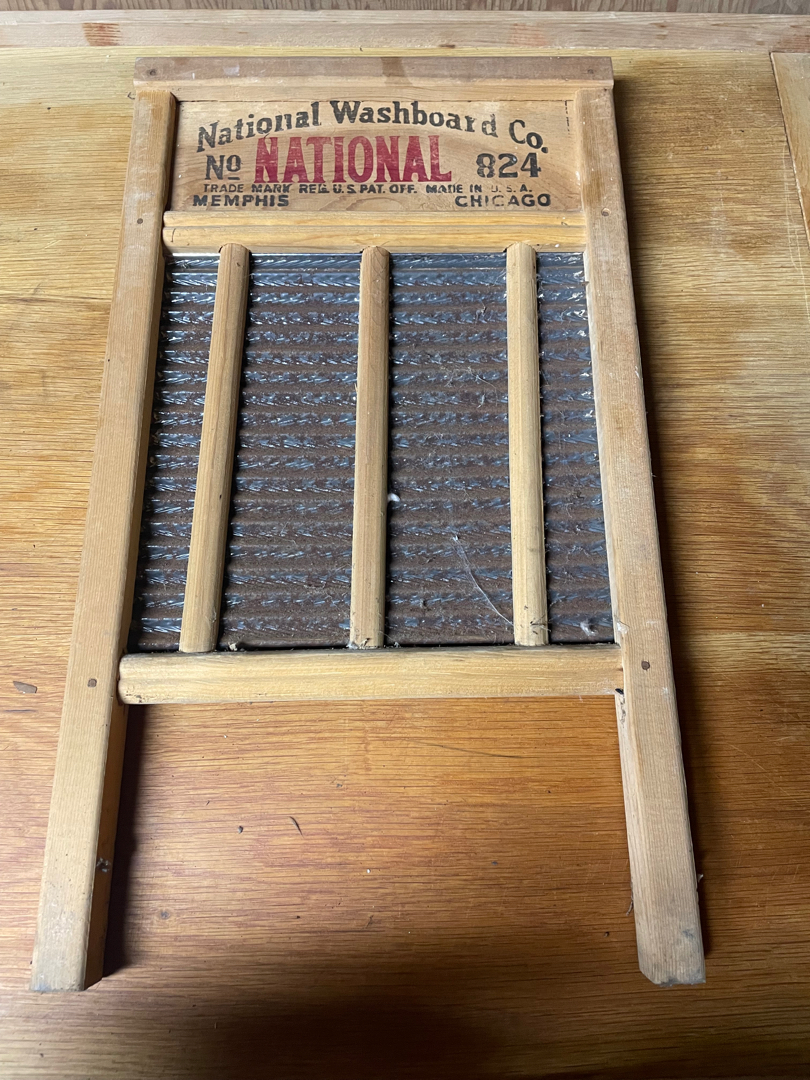 National Washboard Co.
No NATIONAL 824
TRADE MARK REG. U.S. PAT. OFF. MADE IN U.S.A.
MEMPHIS CHICAGO